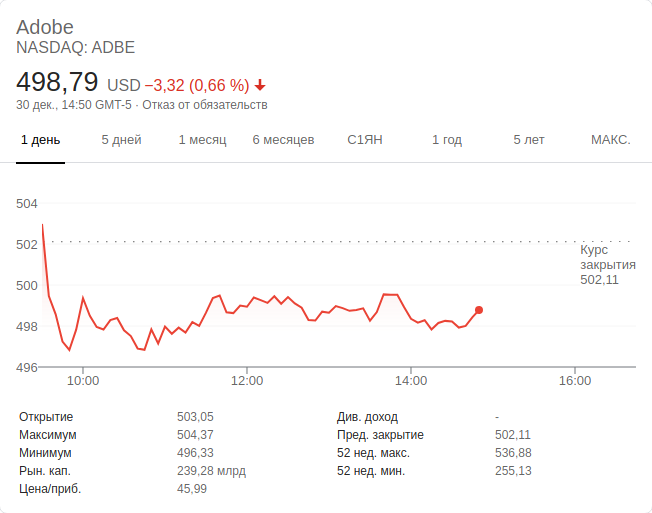 Adobe
NASDAQ: ADBE
498,79 USD −3,32 (0,66 %)
30 дек., 14:50 GMT-5 · Отказ от обязательств
1 день 5 дней 1 месяц 6 месяцев С1ЯН 1 год 5 лет МАКС.
504
502
500
498
496
Курс
закрытия
502,11
10:00 12:00 14:00 16:00
Открытие 503,05 Див. доход -
Максимум 504,37 Пред. закрытие 502,11
Минимум 496,33 52 нед. макс. 536,88
Рын. кап. 239,28 млрд 52 нед. мин. 255,13
Цена/приб. 45,99